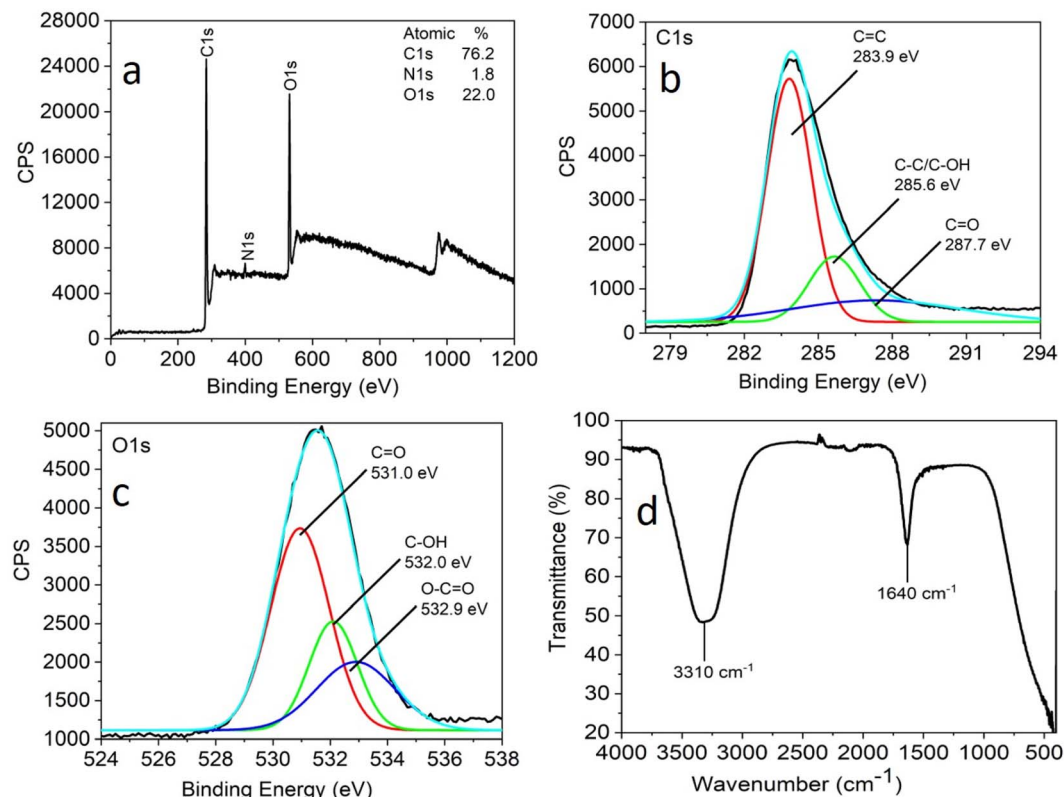 a
28000
24000
20000
16000
12000
8000
4000
0
CPS
C1s
N1s
O1s
Atomic %
C1s 76.2
N1s 1.8
O1s 22.0
0 200 400 600 800 1000 1200
Binding Energy (eV)
b
C1s
7000
6000
5000
4000
3000
2000
1000
0
CPS
C=C
283.9 eV
C-C/C-OH
285.6 eV
C=O
287.7 eV
279 282 285 288 291 294
Binding Energy (eV)
c
O1s
5000
4500
4000
3500
3000
2500
2000
1500
1000
CPS
C=O
531.0 eV
C-OH
532.0 eV
O-C=O
532.9 eV
524 526 528 530 532 534 536 538
Binding Energy (eV)
d
100
90
80
70
60
50
40
30
20
Transmittance (%)
1640 cm⁻¹
3310 cm⁻¹
4000 3500 3000 2500 2000 1500 1000 500
Wavenumber (cm⁻¹)